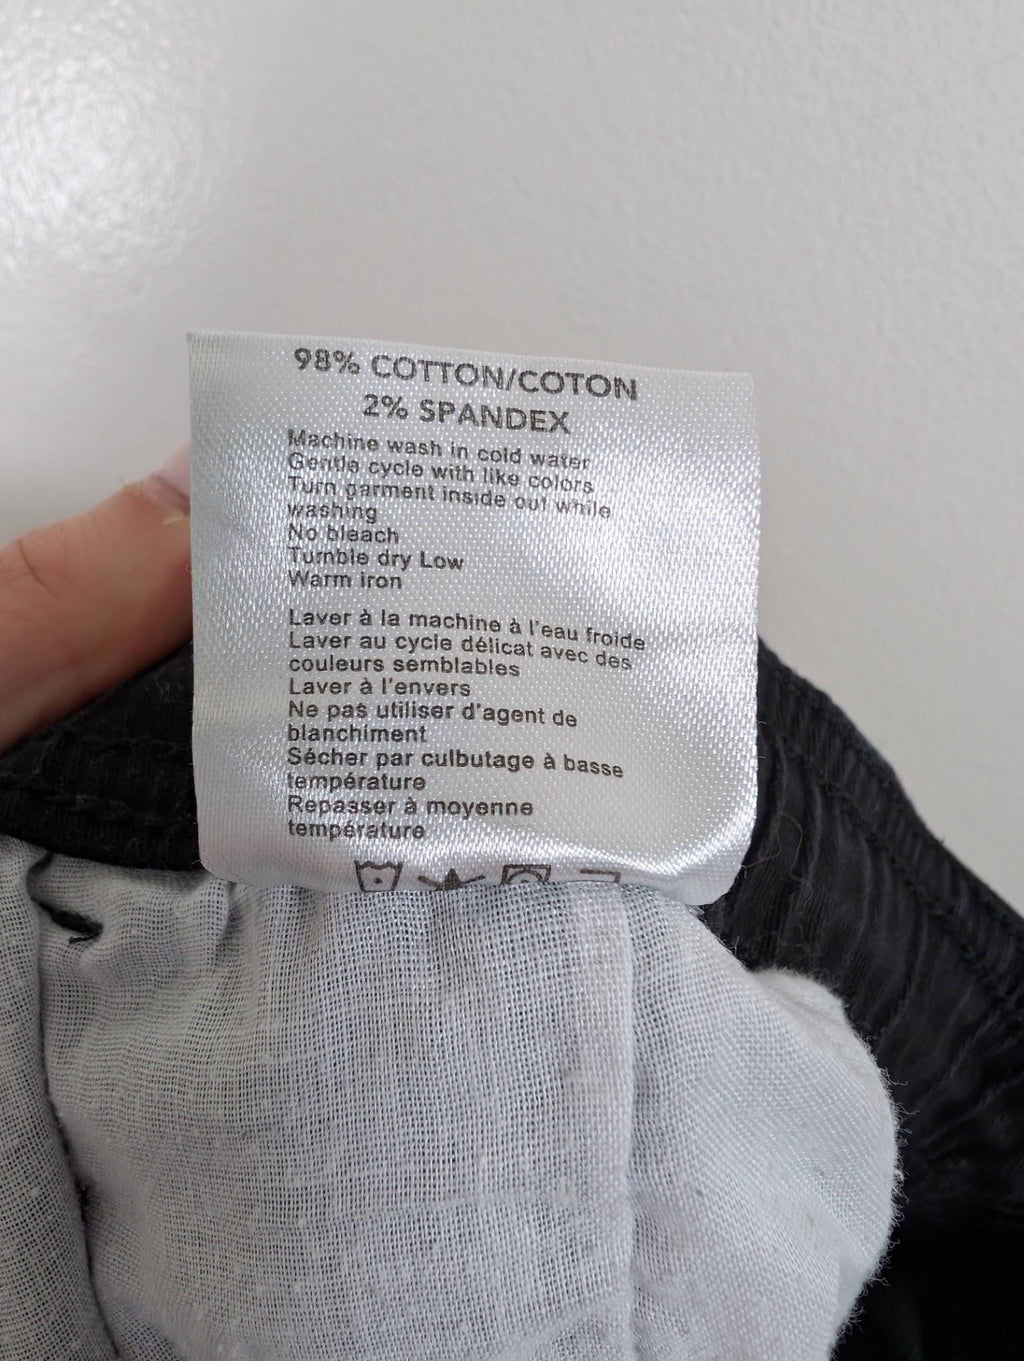 98% COTTON/COTON
2% SPANDEX
Machine wash in cold water
Gentle cycle with like colors
Turn garment inside out while
washing
No bleach
Tumble dry Low
Warm iron
Laver à la machine à l'eau froide
Laver au cycle délicat avec des
couleurs semblables
Laver à l'envers
Ne pas utiliser d'agent de
blanchiment
Sécher par culbutage à basse
température
Repasser à moyenne
température